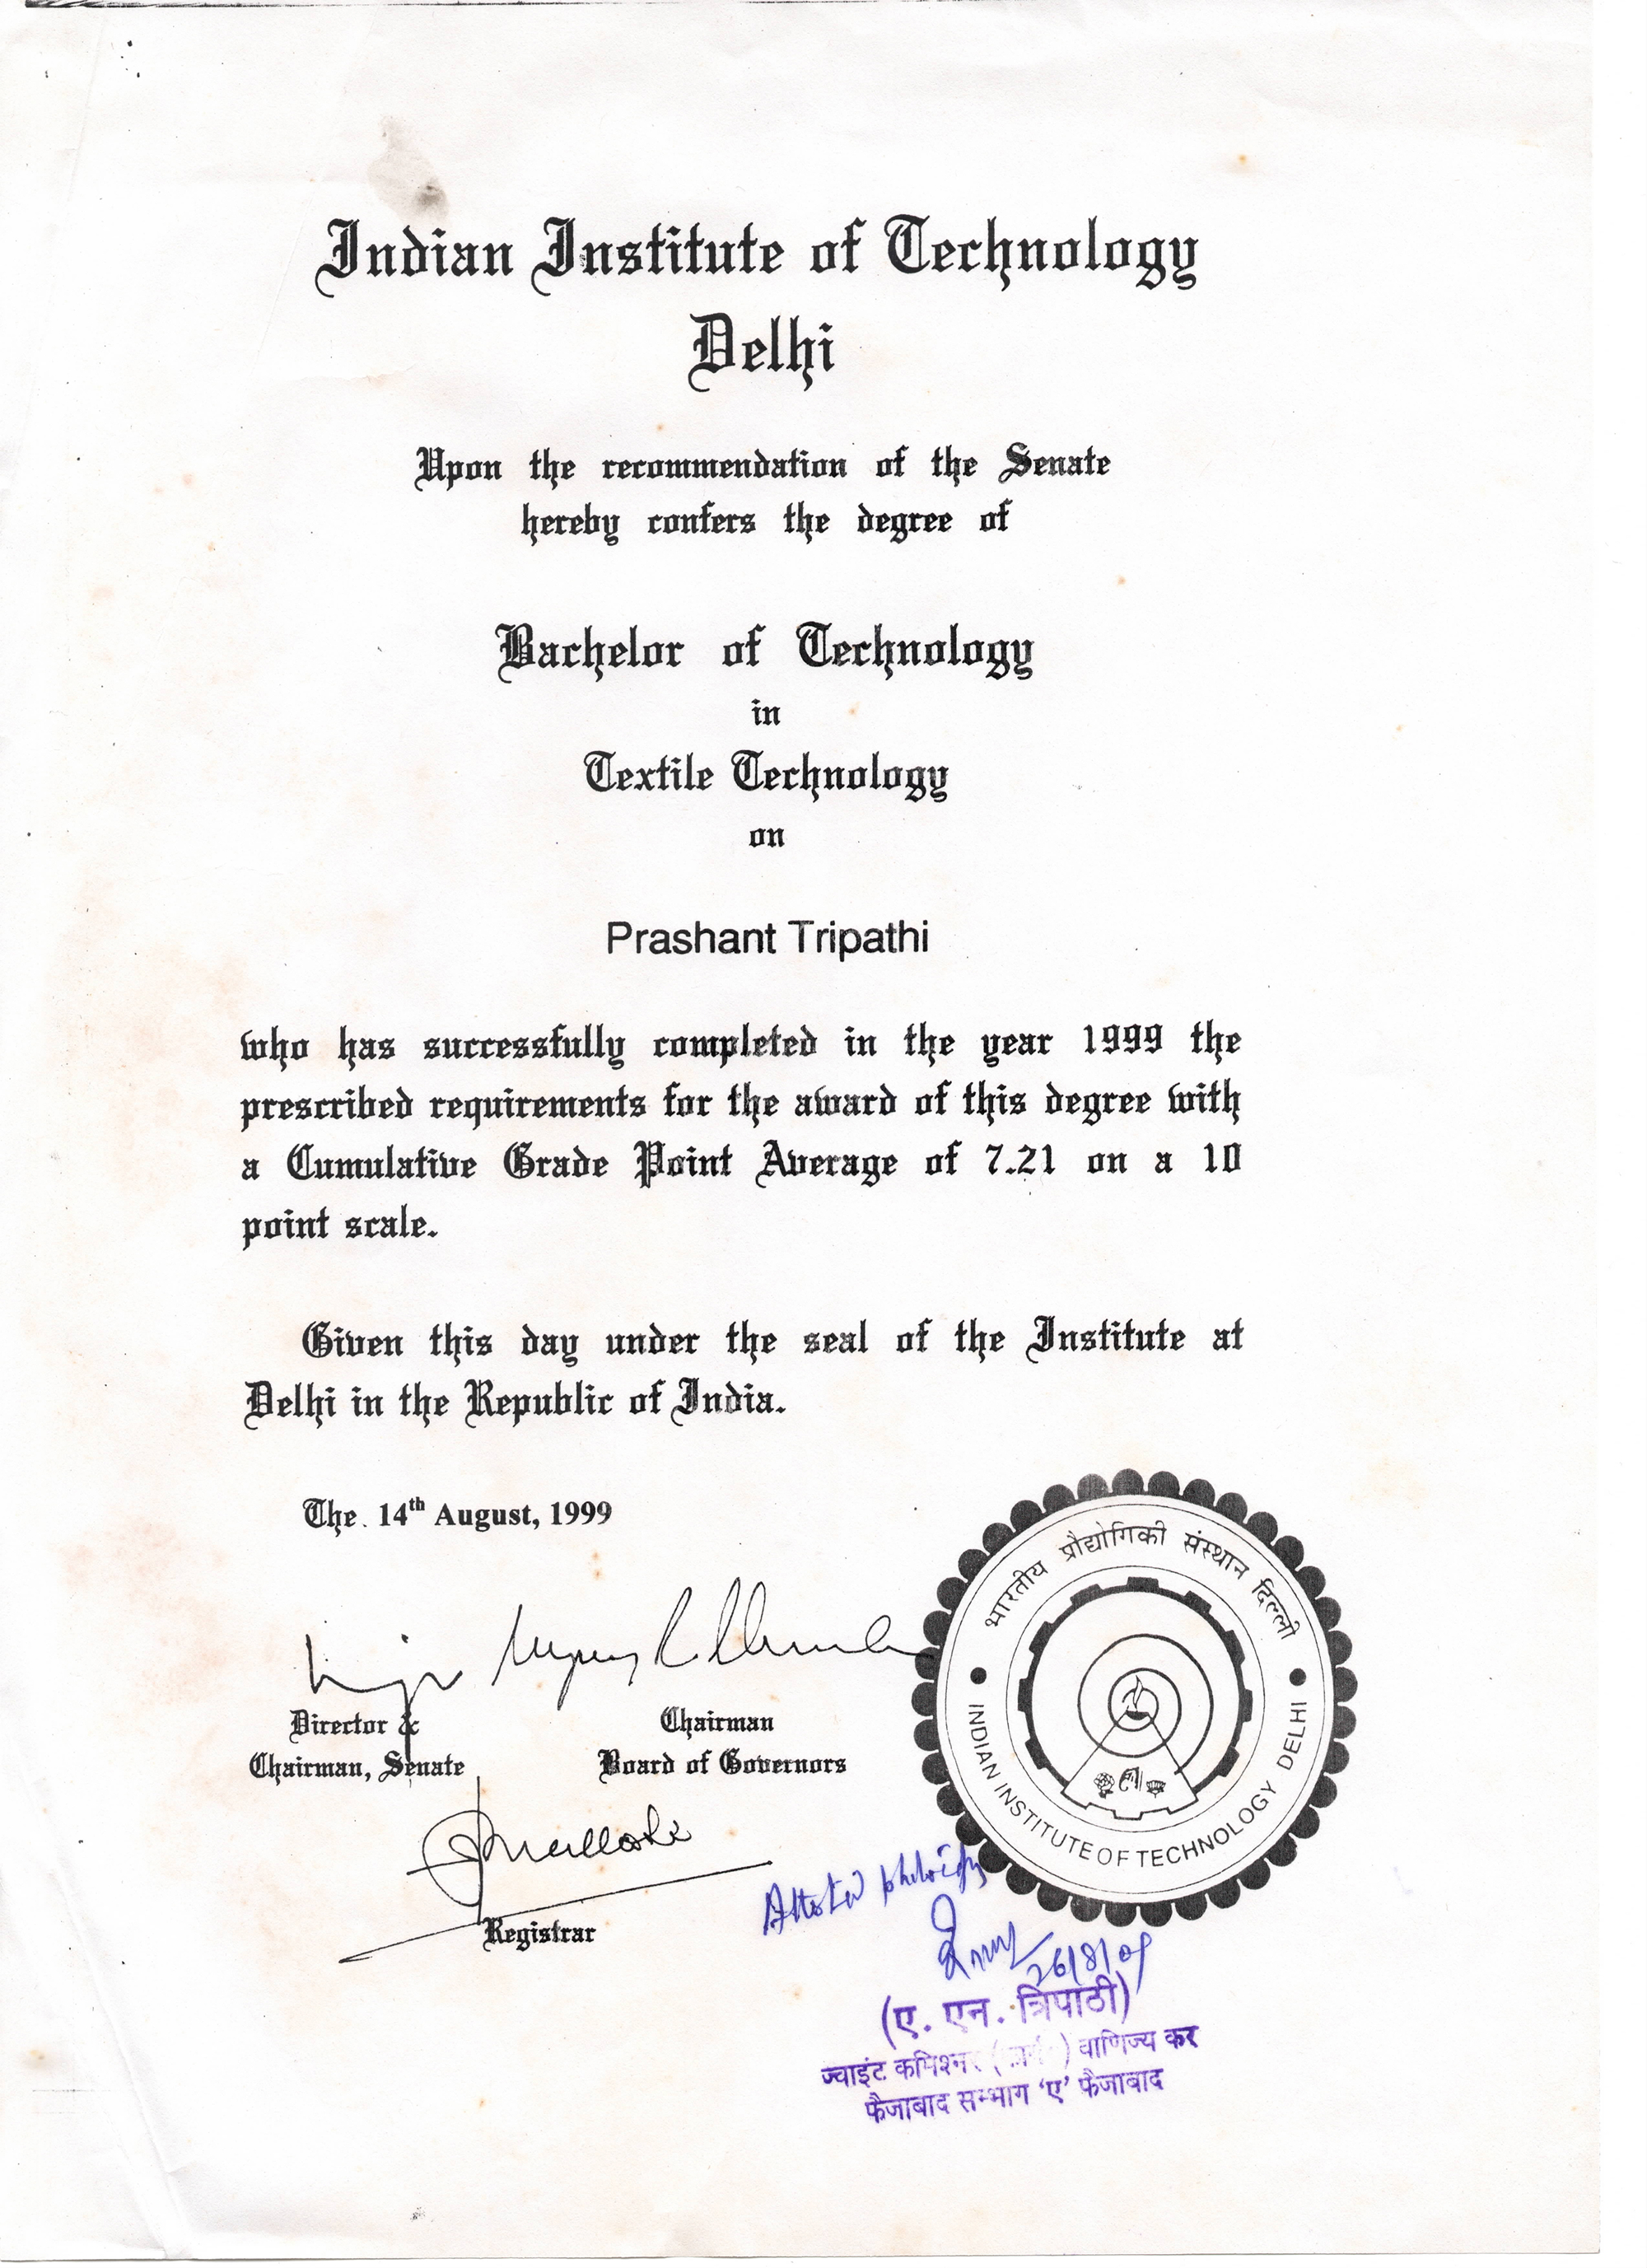 Indian Institute of Technology
Delhi
Upon the recommendation of the Senate
hereby confers the degree of
Bachelor of Technology
in
Textile Technology
on
Prashant Tripathi
who has successfully completed in the year 1999 the
prescribed requirements for the award of this degree with
a Cumulative Grade Point Average of 7.21 on a 10
point scale.
Given this day under the seal of the Institute at
Delhi in the Republic of India.
The 14th August, 1999
भारतीय प्रौद्योगिकी संस्थान दिल्ली
INDIAN INSTITUTE OF TECHNOLOGY DELHI
Director &
Chairman, Senate
Chairman
Board of Governors
Registrar
Attested
(ए. एन. त्रिपाठी)
ज्वाइंट कमिश्नर वाणिज्य कर
फैजाबाद सम्भाग 'ए' फैजाबाद